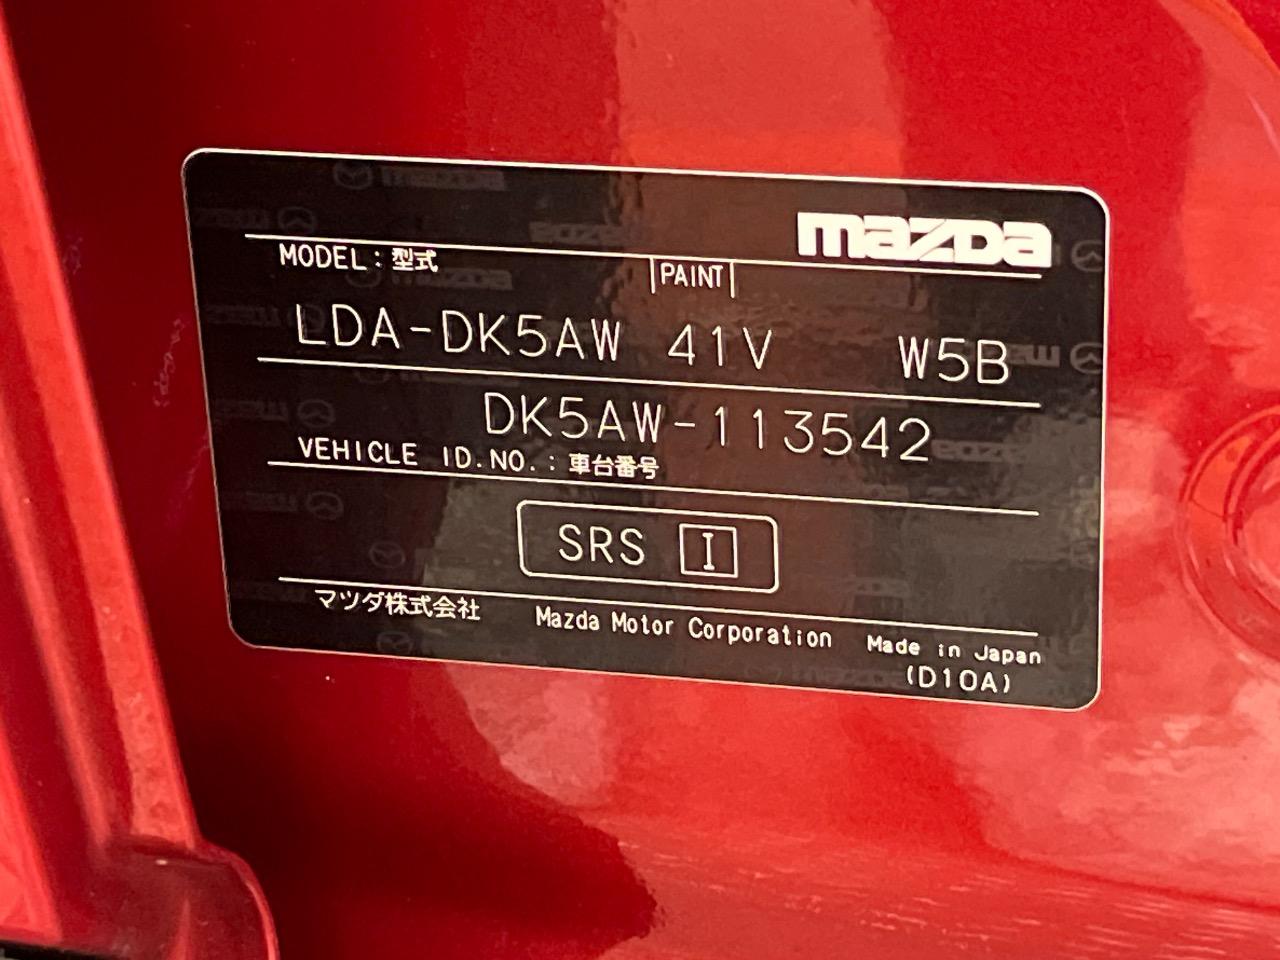 mazda
MODEL：型式 PAINT
LDA-DK5AW 41V W5B
DK5AW-113542
VEHICLE ID.NO.：車台番号
SRS I
マツダ株式会社 Mazda Motor Corporation Made in Japan
(D10A)